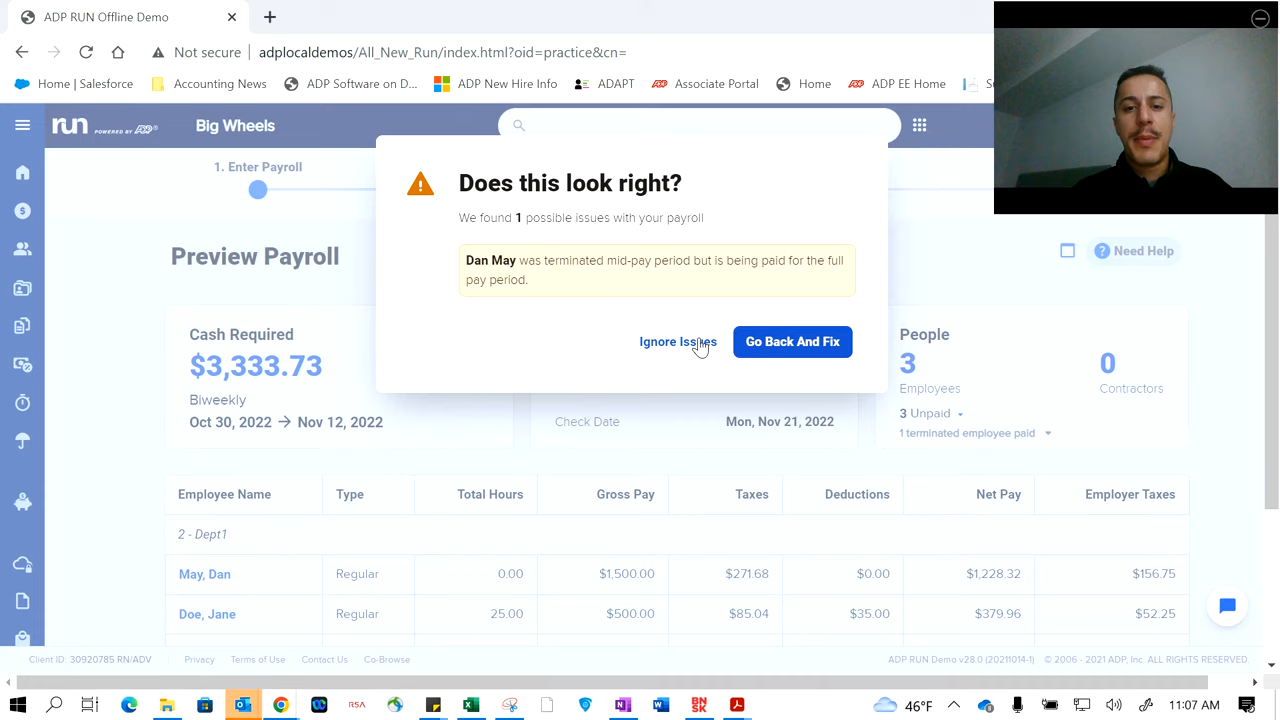 ADP RUN Offline Demo
Not secure adplocaldemos/All_New_Run/index.html?oid=practice&cn=
Home | Salesforce Accounting News ADP Software on D... ADP New Hire Info ADAPT Associate Portal Home ADP EE Home
run POWERED BY ADP® Big Wheels
1. Enter Payroll
Does this look right?
We found 1 possible issues with your payroll
Dan May was terminated mid-pay period but is being paid for the full
pay period.
Ignore Issues Go Back And Fix
Preview Payroll
Need Help
Cash Required
$3,333.73
Biweekly
Oct 30, 2022 → Nov 12, 2022
Check Date Mon, Nov 21, 2022
People
3 0
Employees Contractors
3 Unpaid
1 terminated employee paid
Employee Name Type Total Hours Gross Pay Taxes Deductions Net Pay Employer Taxes
2 - Dept1
May, Dan Regular 0.00 $1,500.00 $271.68 $0.00 $1,228.32 $156.75
Doe, Jane Regular 25.00 $500.00 $85.04 $35.00 $379.96 $52.25
Client ID: 30920785 RN/ADV Privacy Terms of Use Contact Us Co-Browse ADP RUN Demo v28.0 (20211014-1) © 2006 - 2021 ADP, Inc. ALL RIGHTS RESERVED.
RSA BNSK 46°F 11:07 AM